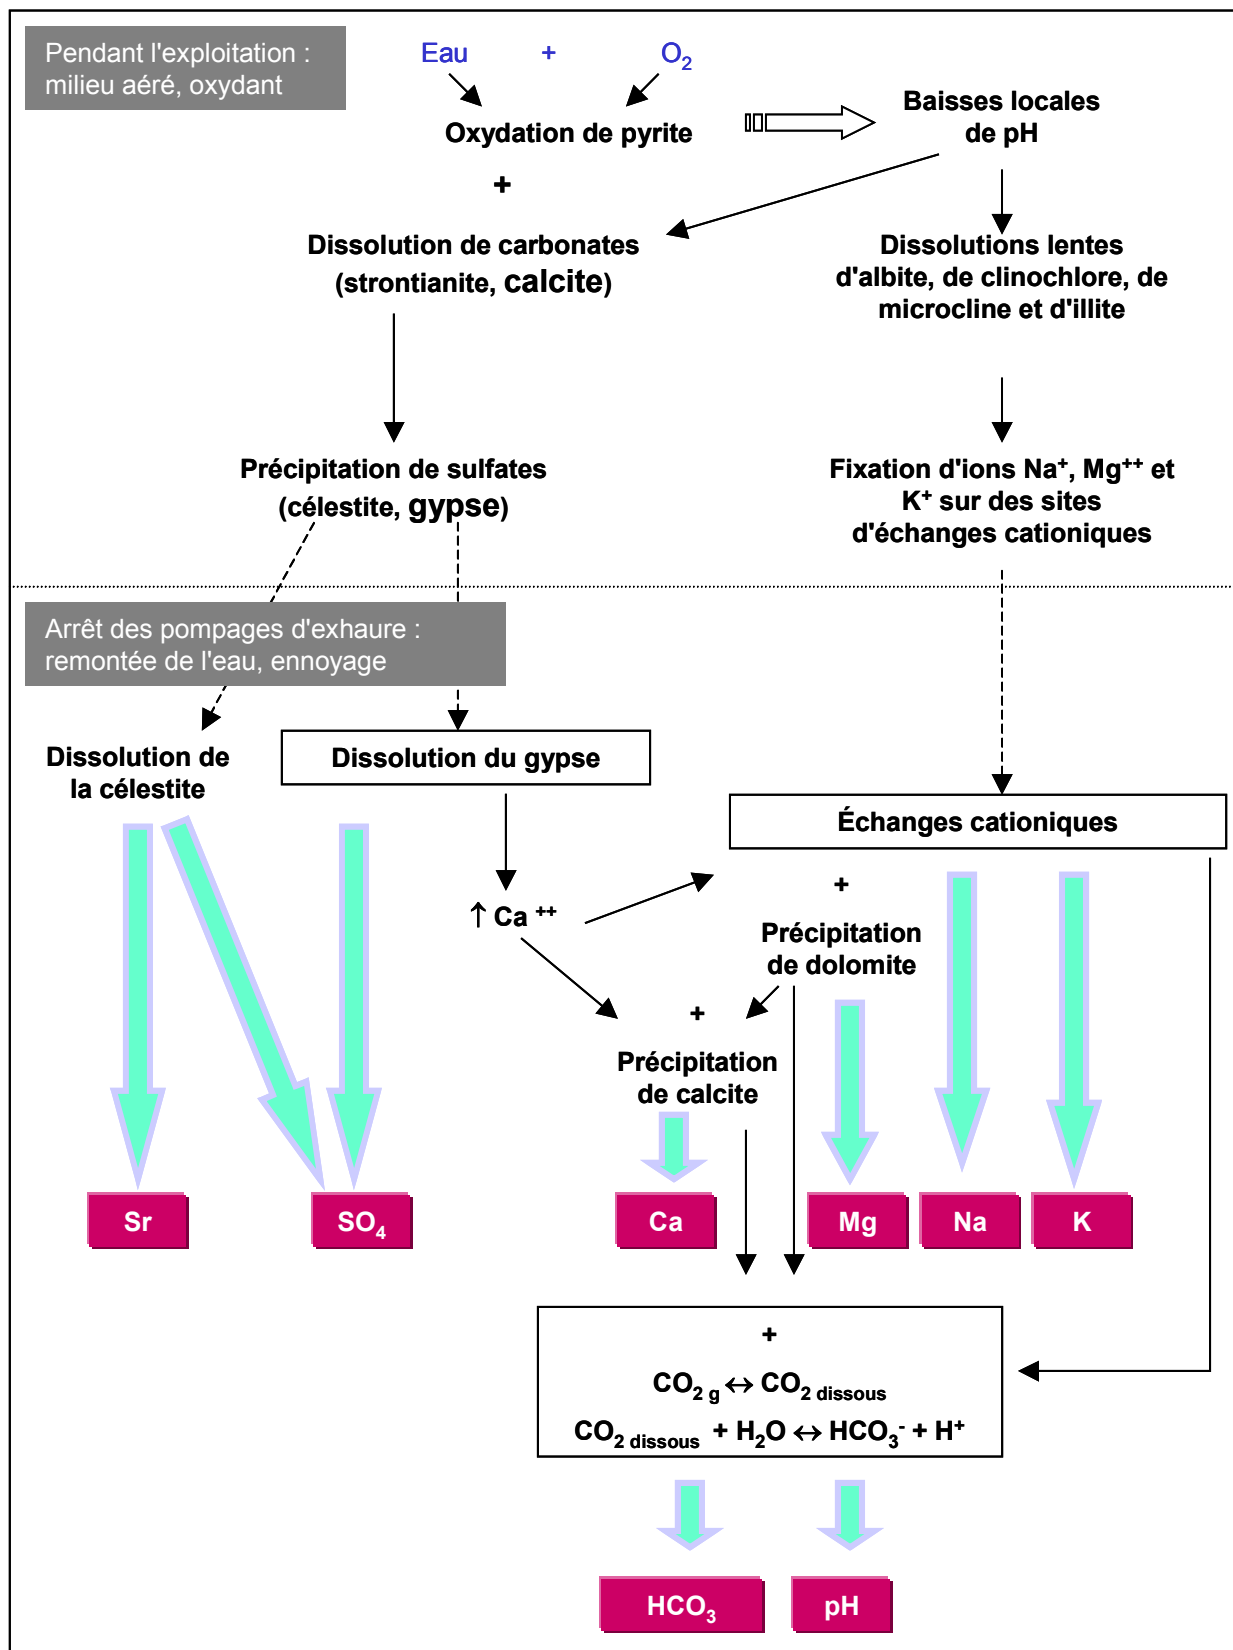 Pendant l'exploitation :
milieu aéré, oxydant
Eau + O₂
Oxydation de pyrite
Baisses locales
de pH
+
Dissolution de carbonates
(strontianite, calcite)
Dissolutions lentes
d'albite, de clinochlore, de
microcline et d'illite
Précipitation de sulfates
(célestite, gypse)
Fixation d'ions Na⁺, Mg⁺⁺ et
K⁺ sur des sites
d'échanges cationiques
Arrêt des pompages d'exhaure :
remontée de l'eau, ennoyage
Dissolution de
la célestite
Dissolution du gypse
Échanges cationiques
+
↑ Ca ⁺⁺
Précipitation
de dolomite
+
Précipitation
de calcite
Sr
SO₄
Ca
Mg
Na
K
+
CO₂ g ↔ CO₂ dissous
CO₂ dissous + H₂O ↔ HCO₃⁻ + H⁺
HCO₃
pH